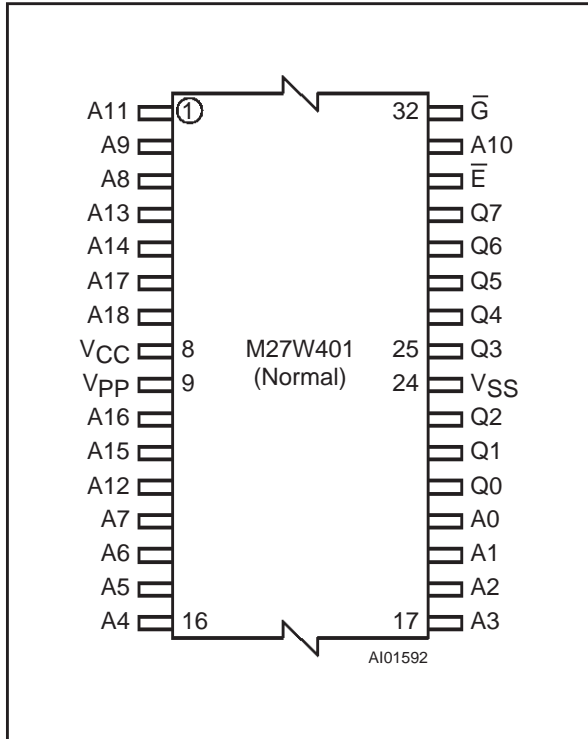 A11 ① 32 G̅
A9 A10
A8 E̅
A13 Q7
A14 Q6
A17 Q5
A18 Q4
VCC 8 M27W401 25 Q3
VPP 9 (Normal) 24 VSS
A16 Q2
A15 Q1
A12 Q0
A7 A0
A6 A1
A5 A2
A4 16 17 A3
AI01592